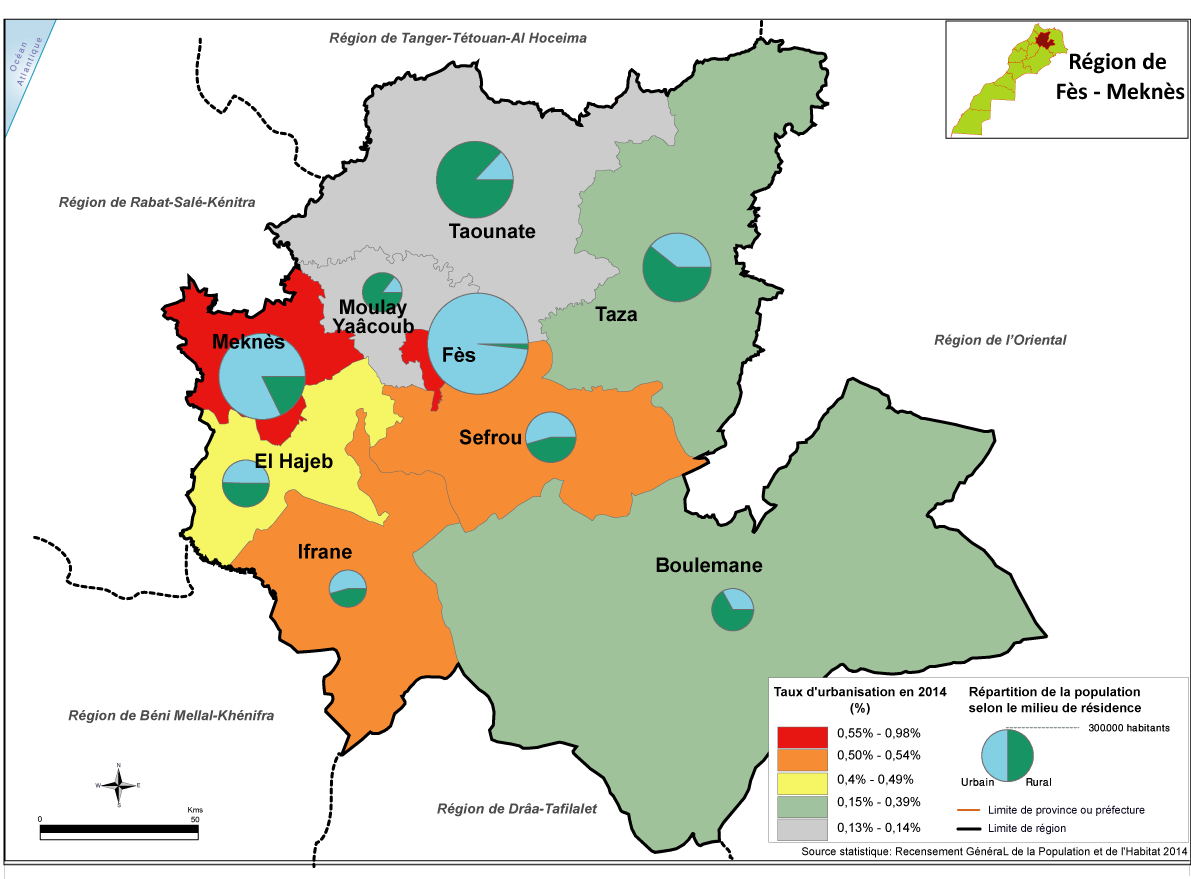 Région de Tanger-Tétouan-Al Hoceima
Océan
Atlantique
Région de
Fès - Meknès
Région de Rabat-Salé-Kénitra
Taounate
Moulay
Yaâcoub
Taza
Meknès
Fès
Région de l'Oriental
Sefrou
El Hajeb
Ifrane
Boulemane
Région de Béni Mellal-Khénifra
Région de Drâa-Tafilalet
N
W
E
S
Kms
0
50
Taux d'urbanisation en 2014
(%)
0,55% - 0,98%
0,50% - 0,54%
0,4% - 0,49%
0,15% - 0,39%
0,13% - 0,14%
Répartition de la population
selon le milieu de résidence
300.000 habitants
Urbain
Rural
Limite de province ou préfecture
Limite de région
Source statistique: Recensement GénéraL de la Population et de l'Habitat 2014